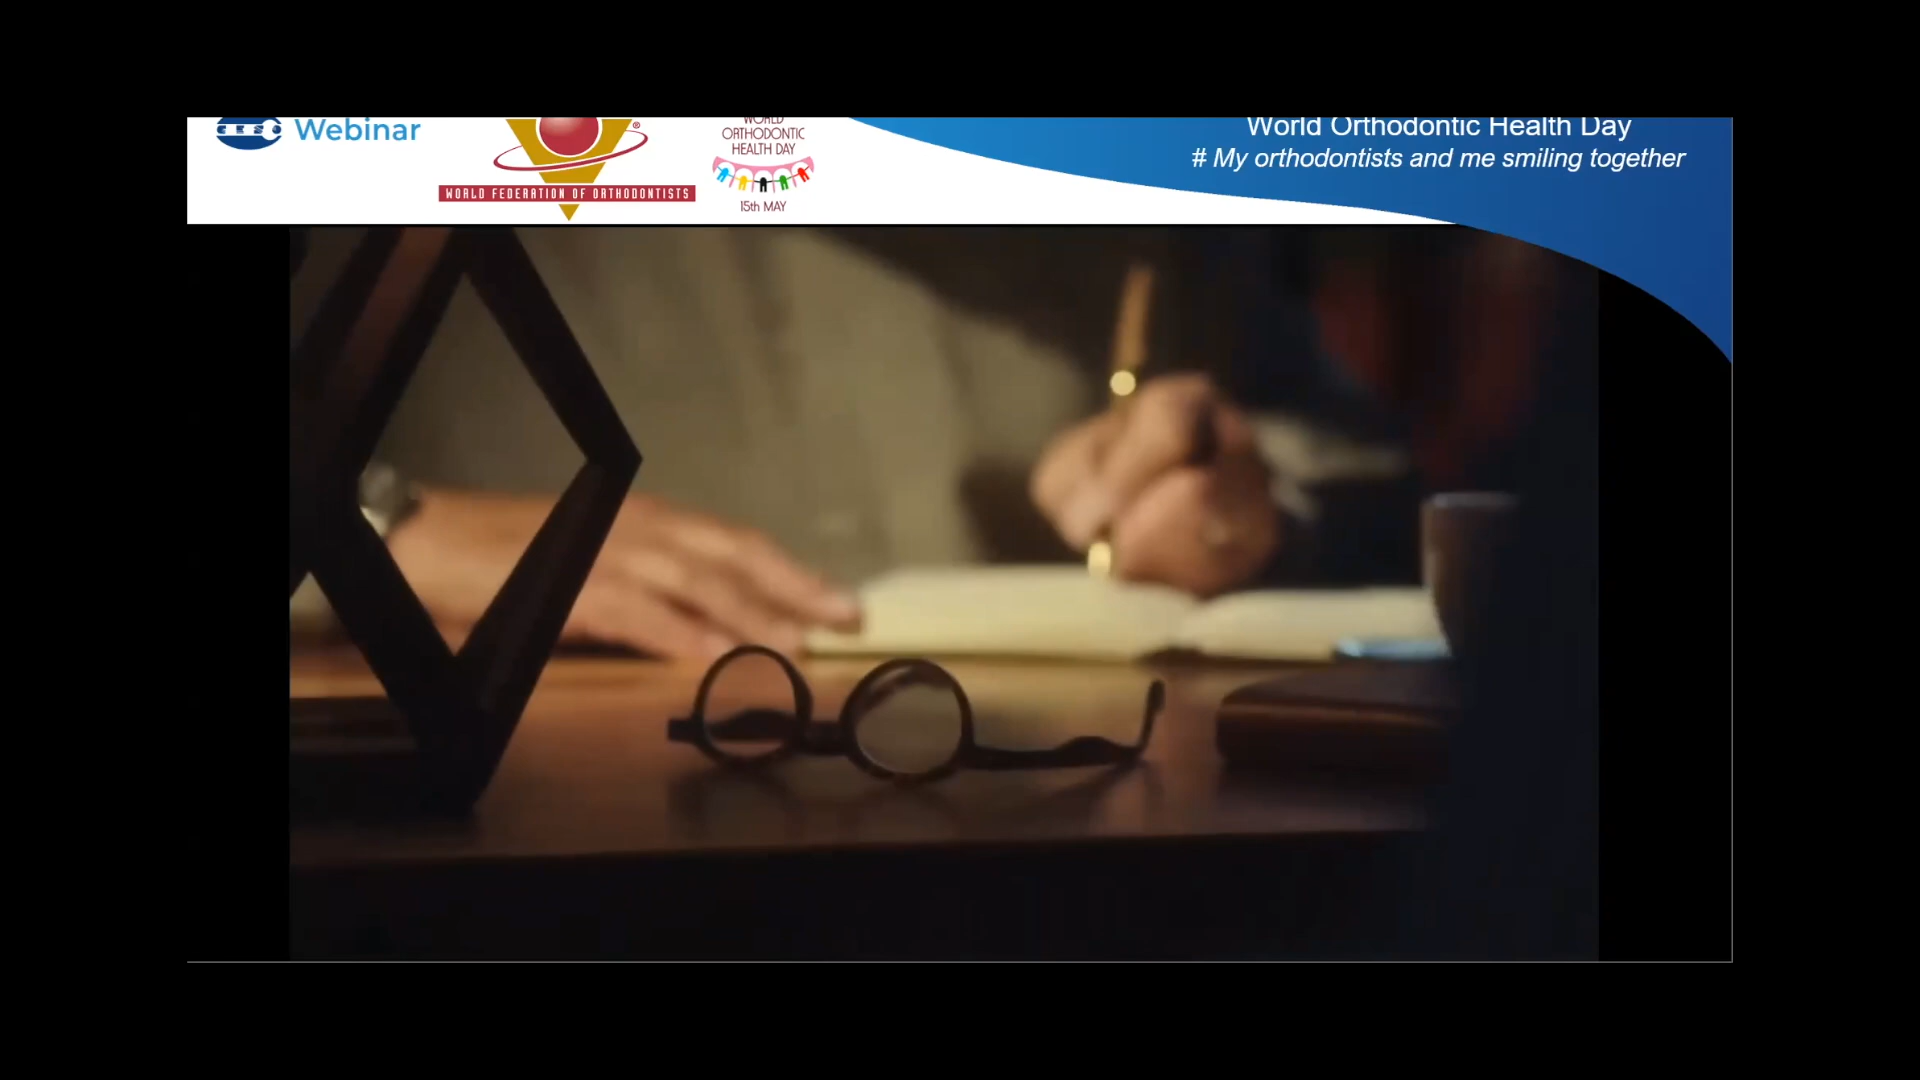 Webinar
WORLD FEDERATION OF ORTHODONTISTS
®
WORLD
ORTHODONTIC
HEALTH DAY
15th MAY
World Orthodontic Health Day
# My orthodontists and me smiling together